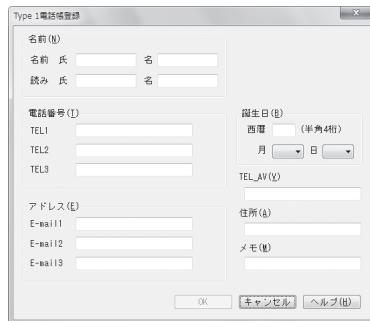 Type 1電話帳登録
名前(N)
名前 氏 名
読み 氏 名
電話番号(T)
TEL1
TEL2
TEL3
アドレス(E)
E-mail1
E-mail2
E-mail3
誕生日(B)
西暦 (半角4桁)
月 日
TEL_AV(V)
住所(A)
メモ(M)
OK キャンセル ヘルプ(H)